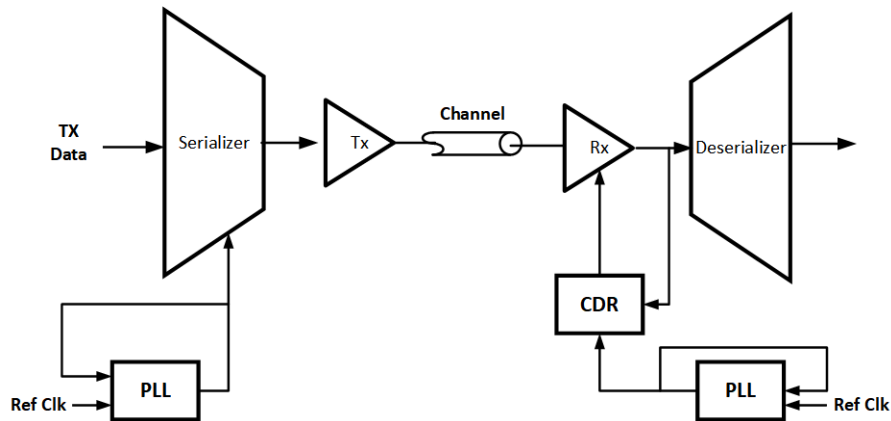 Channel
TX
Data
Serializer
Tx
Rx
Deserializer
CDR
Ref Clk
PLL
PLL
Ref Clk